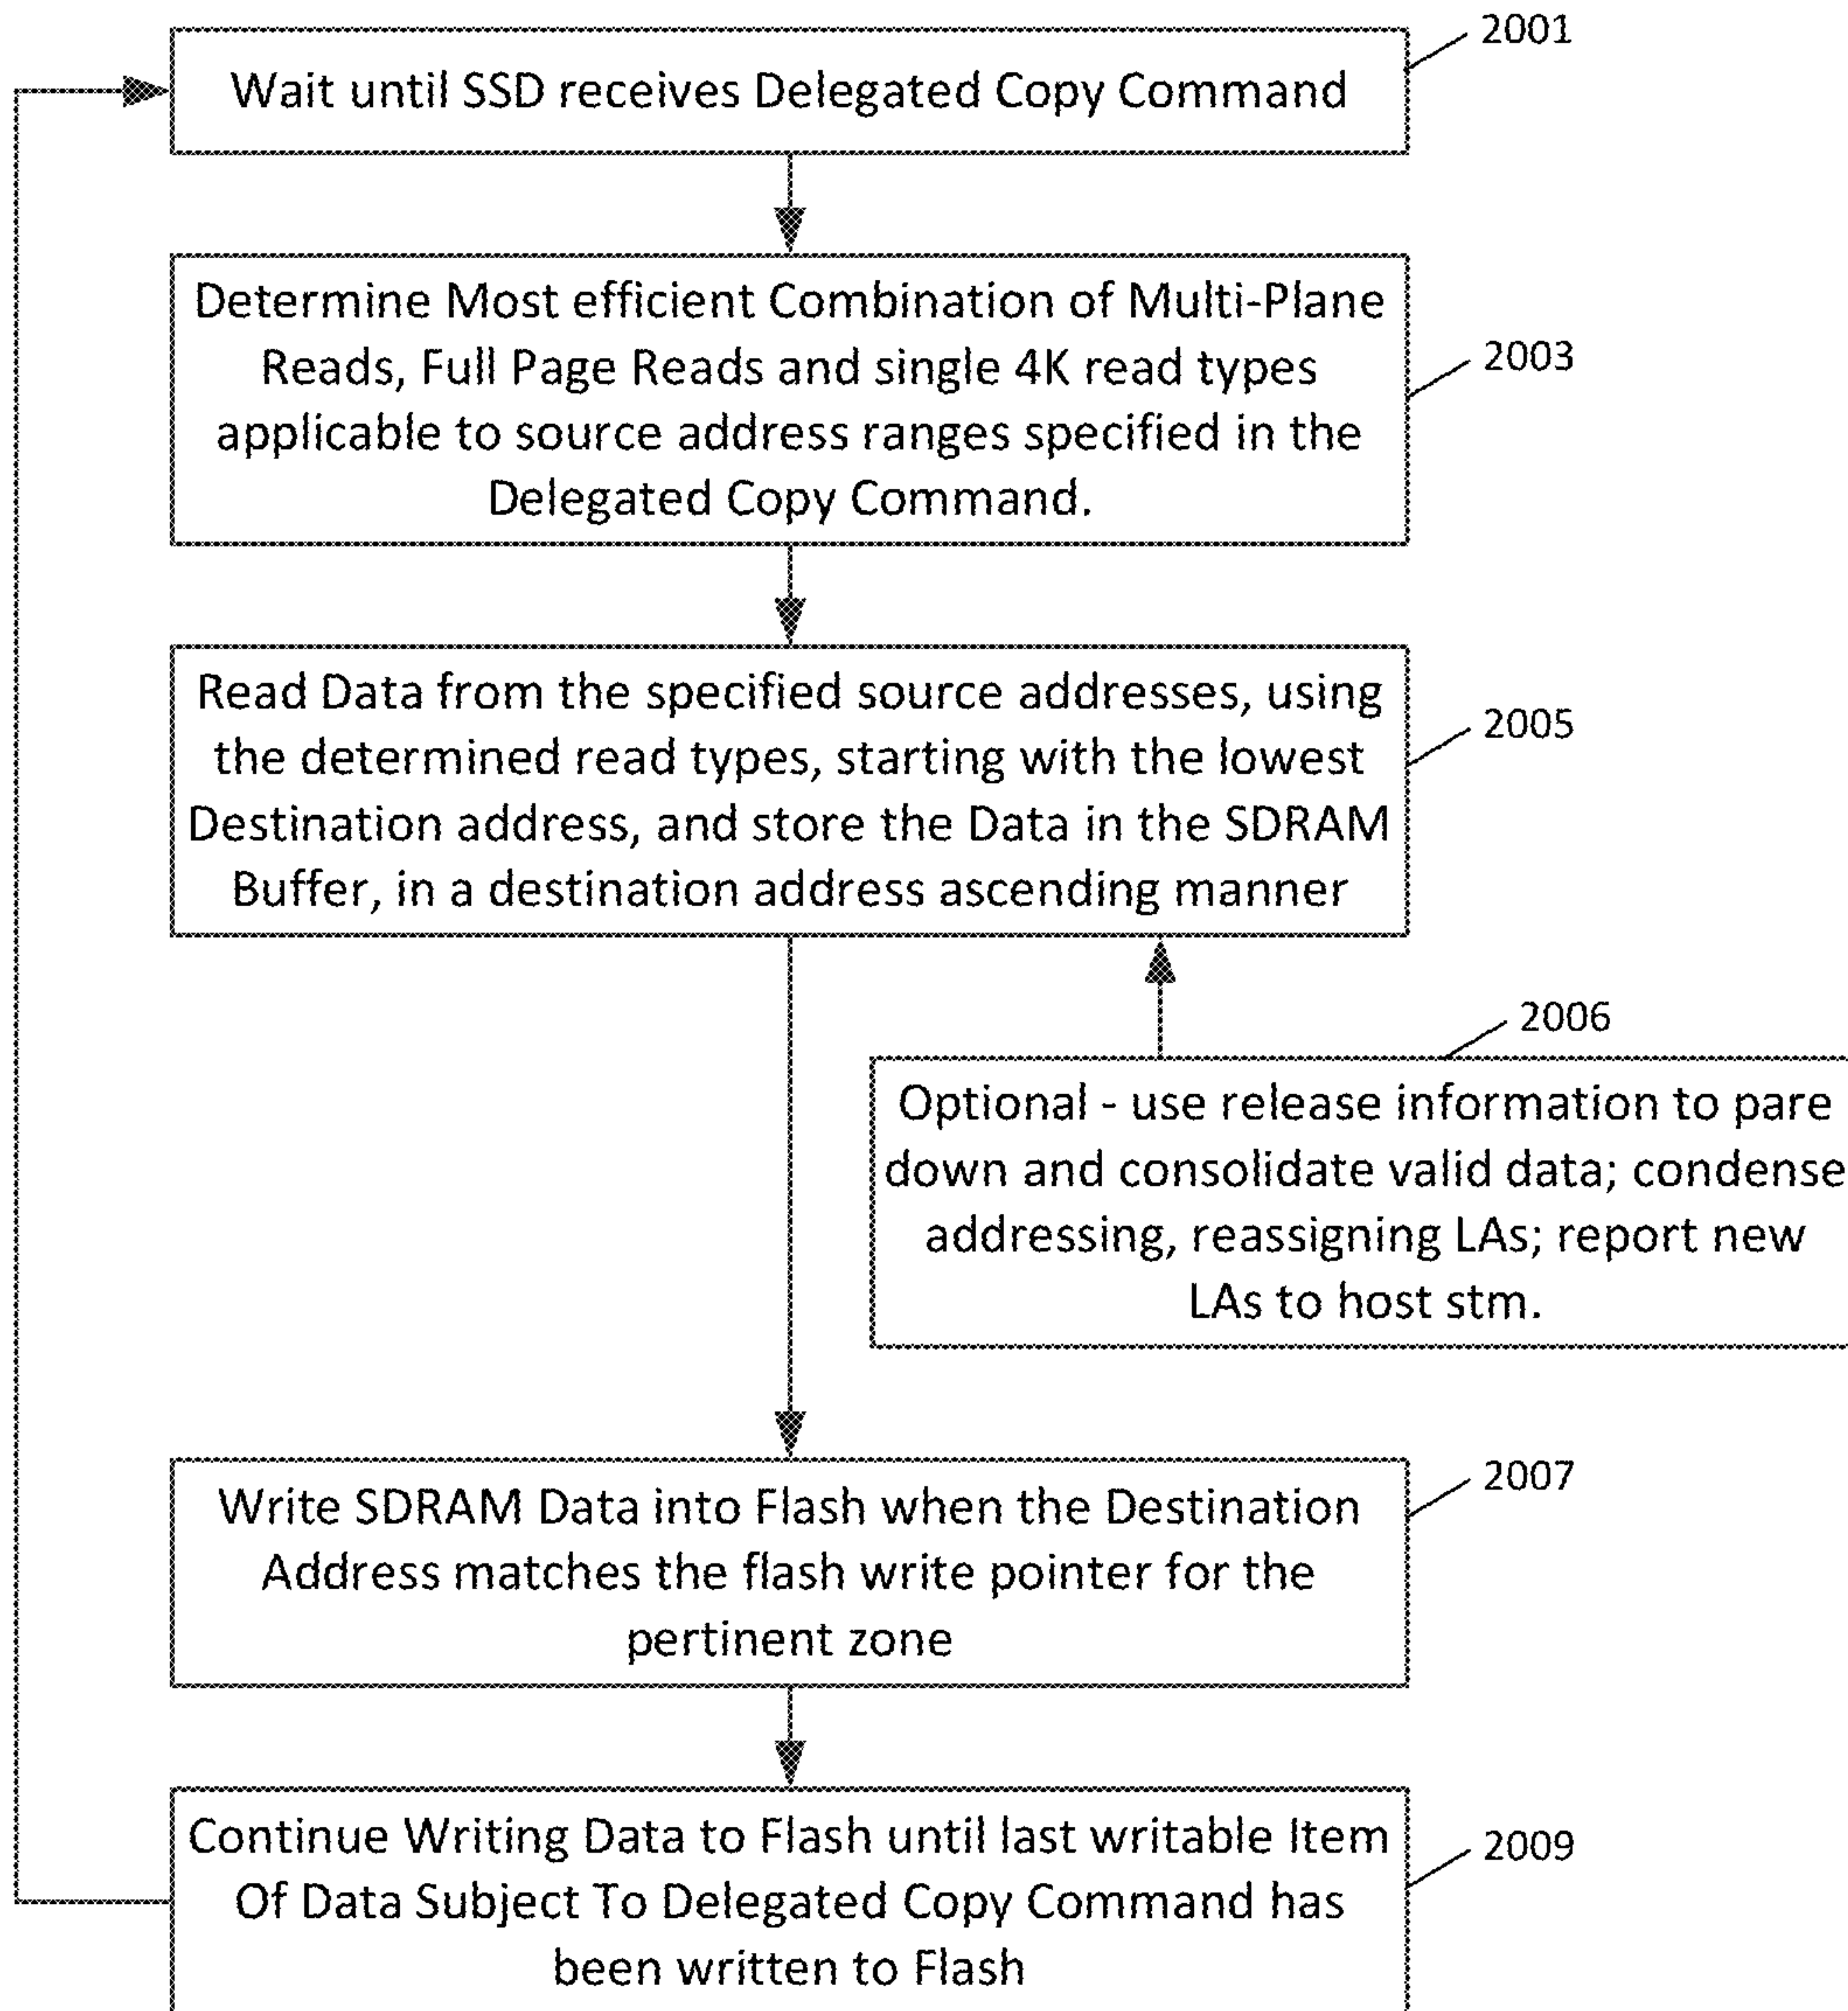 2001
Wait until SSD receives Delegated Copy Command
Determine Most efficient Combination of Multi-Plane
Reads, Full Page Reads and single 4K read types
applicable to source address ranges specified in the
Delegated Copy Command.
2003
Read Data from the specified source addresses, using
the determined read types, starting with the lowest
Destination address, and store the Data in the SDRAM
Buffer, in a destination address ascending manner
2005
2006
Optional - use release information to pare
down and consolidate valid data; condense
addressing, reassigning LAs; report new
LAs to host stm.
Write SDRAM Data into Flash when the Destination
Address matches the flash write pointer for the
pertinent zone
2007
Continue Writing Data to Flash until last writable Item
Of Data Subject To Delegated Copy Command has
been written to Flash
2009